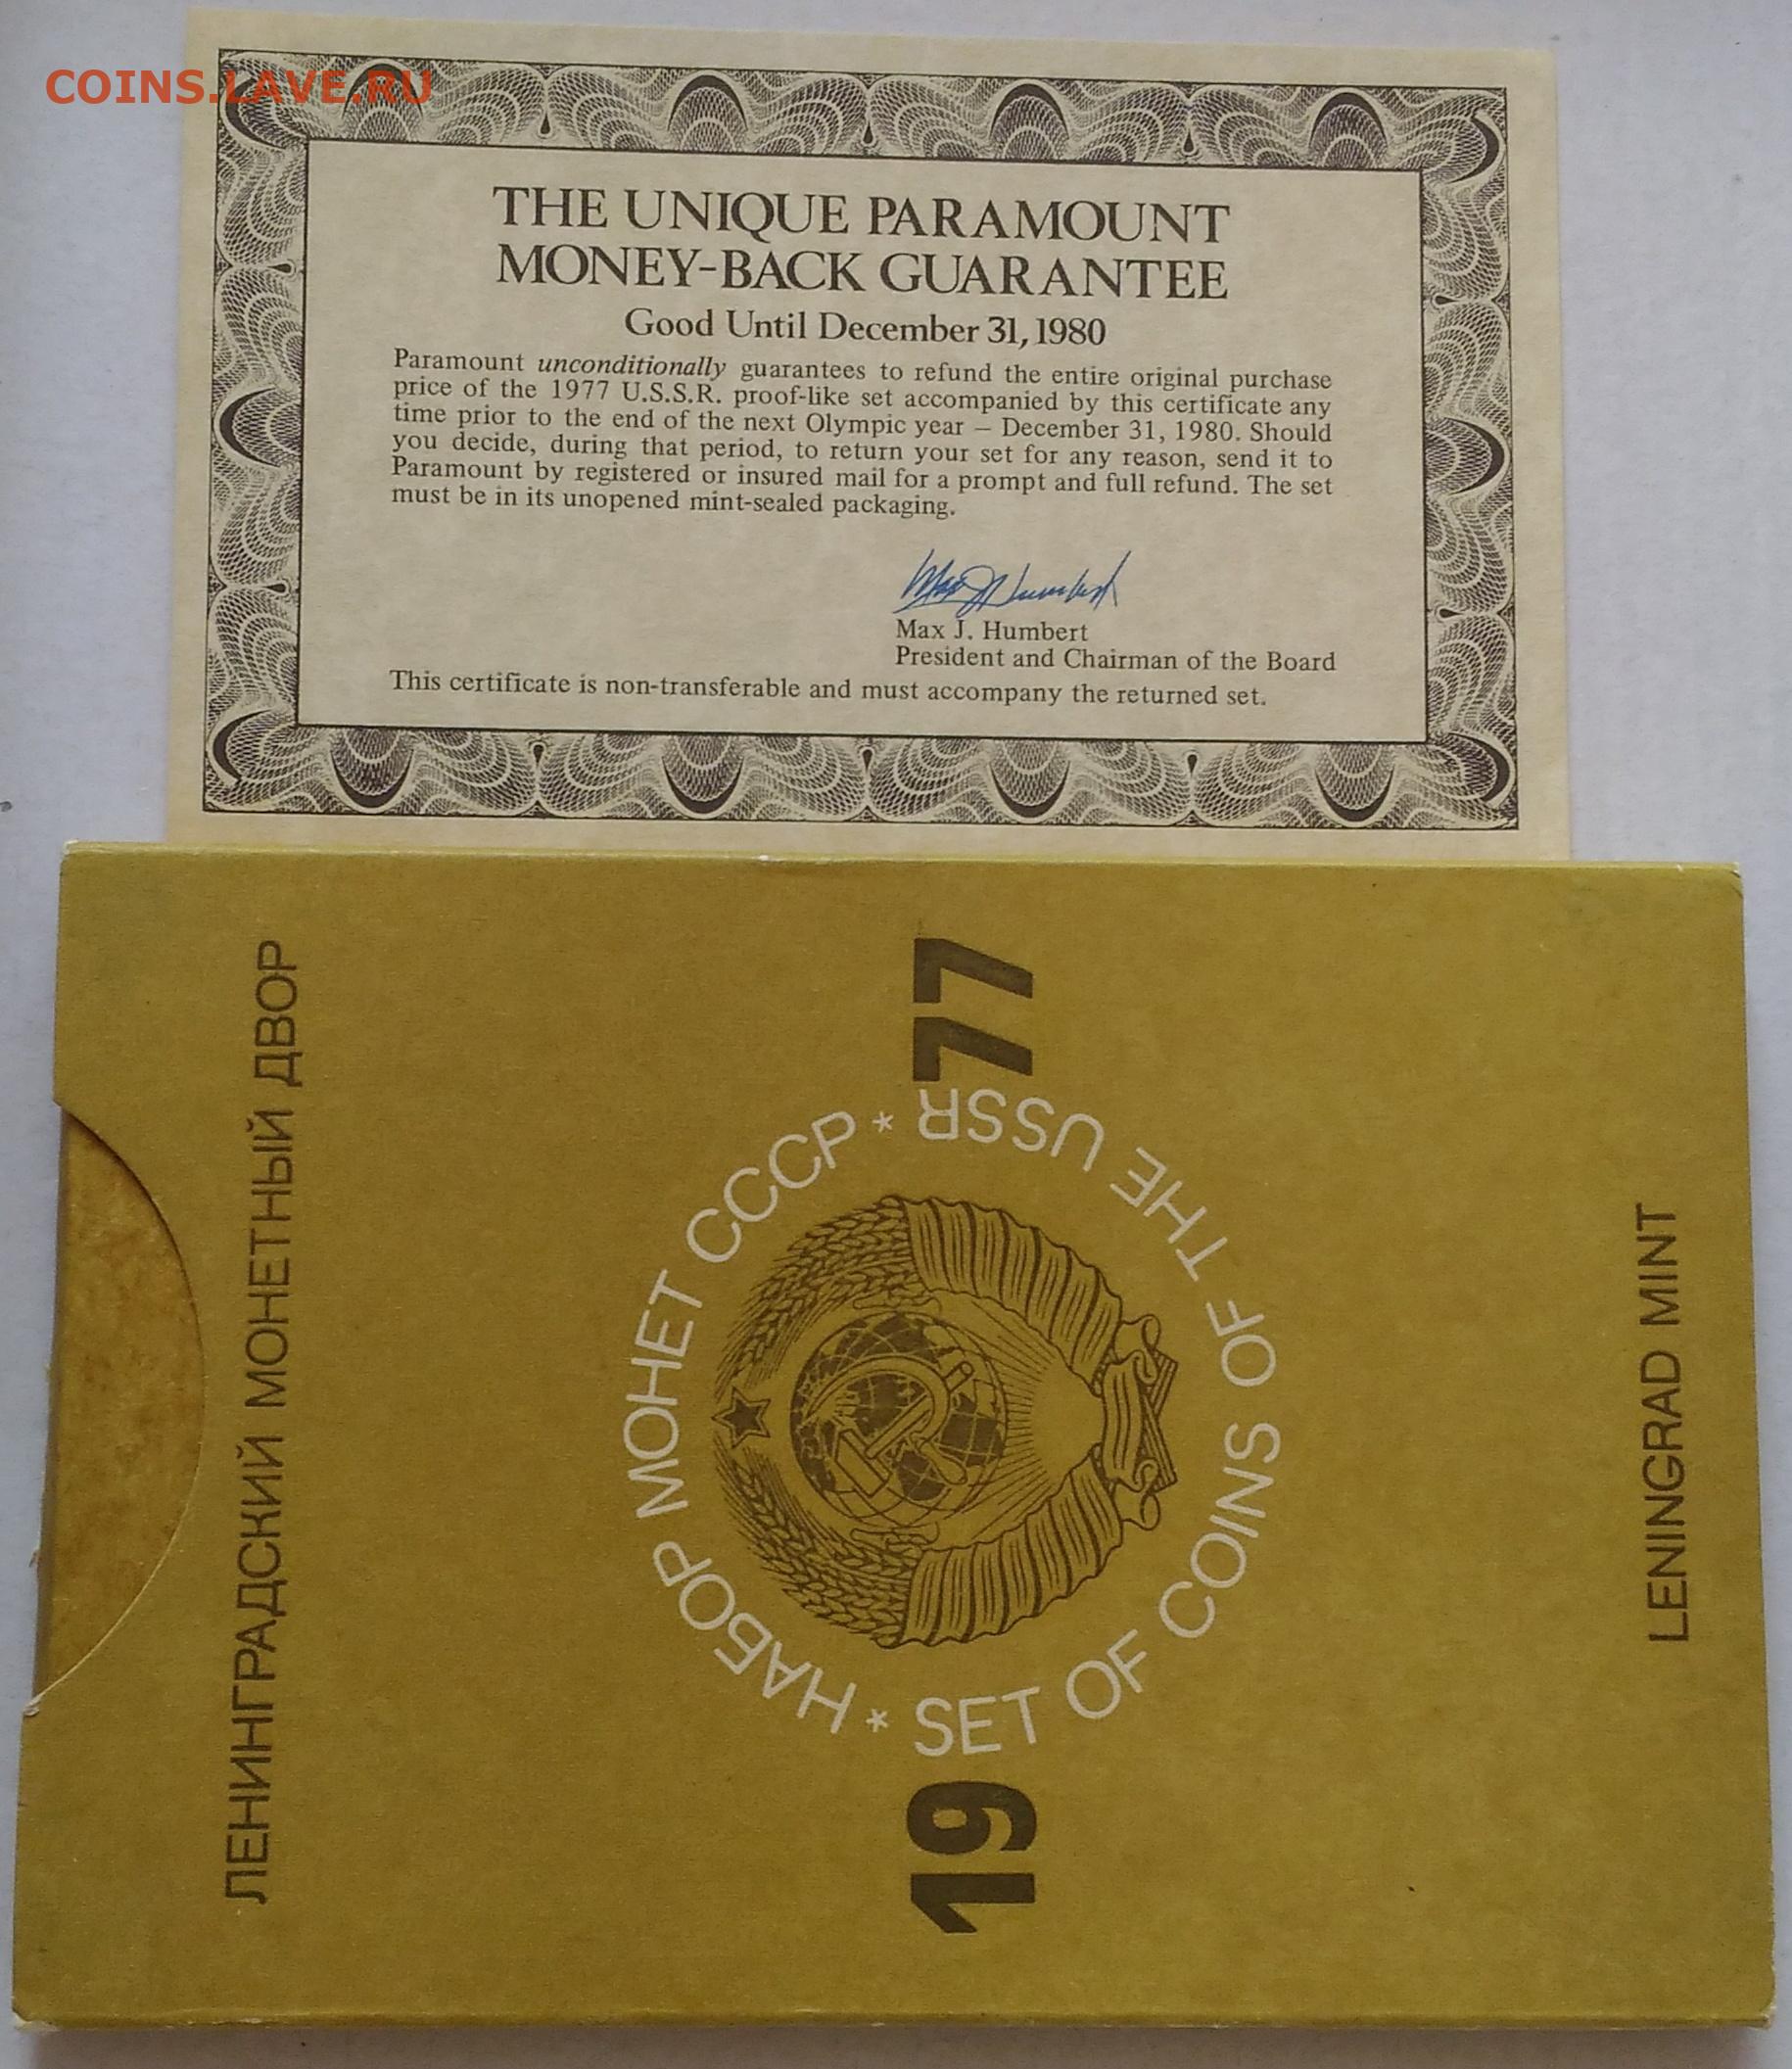 COINS.LAVE.RU
THE UNIQUE PARAMOUNT
MONEY-BACK GUARANTEE
Good Until December 31, 1980
Paramount unconditionally guarantees to refund the entire original purchase
price of the 1977 U.S.S.R. proof-like set accompanied by this certificate any
time prior to the end of the next Olympic year – December 31, 1980. Should
you decide, during that period, to return your set for any reason, send it to
Paramount by registered or insured mail for a prompt and full refund. The set
must be in its unopened mint-sealed packaging.
Max J Humbert
Max J. Humbert
President and Chairman of the Board
This certificate is non-transferable and must accompany the returned set.
ЛЕНИНГРАДСКИЙ МОНЕТНЫЙ ДВОР
НАБОР МОНЕТ СССР *
1977
* SET OF COINS OF THE USSR
LENINGRAD MINT